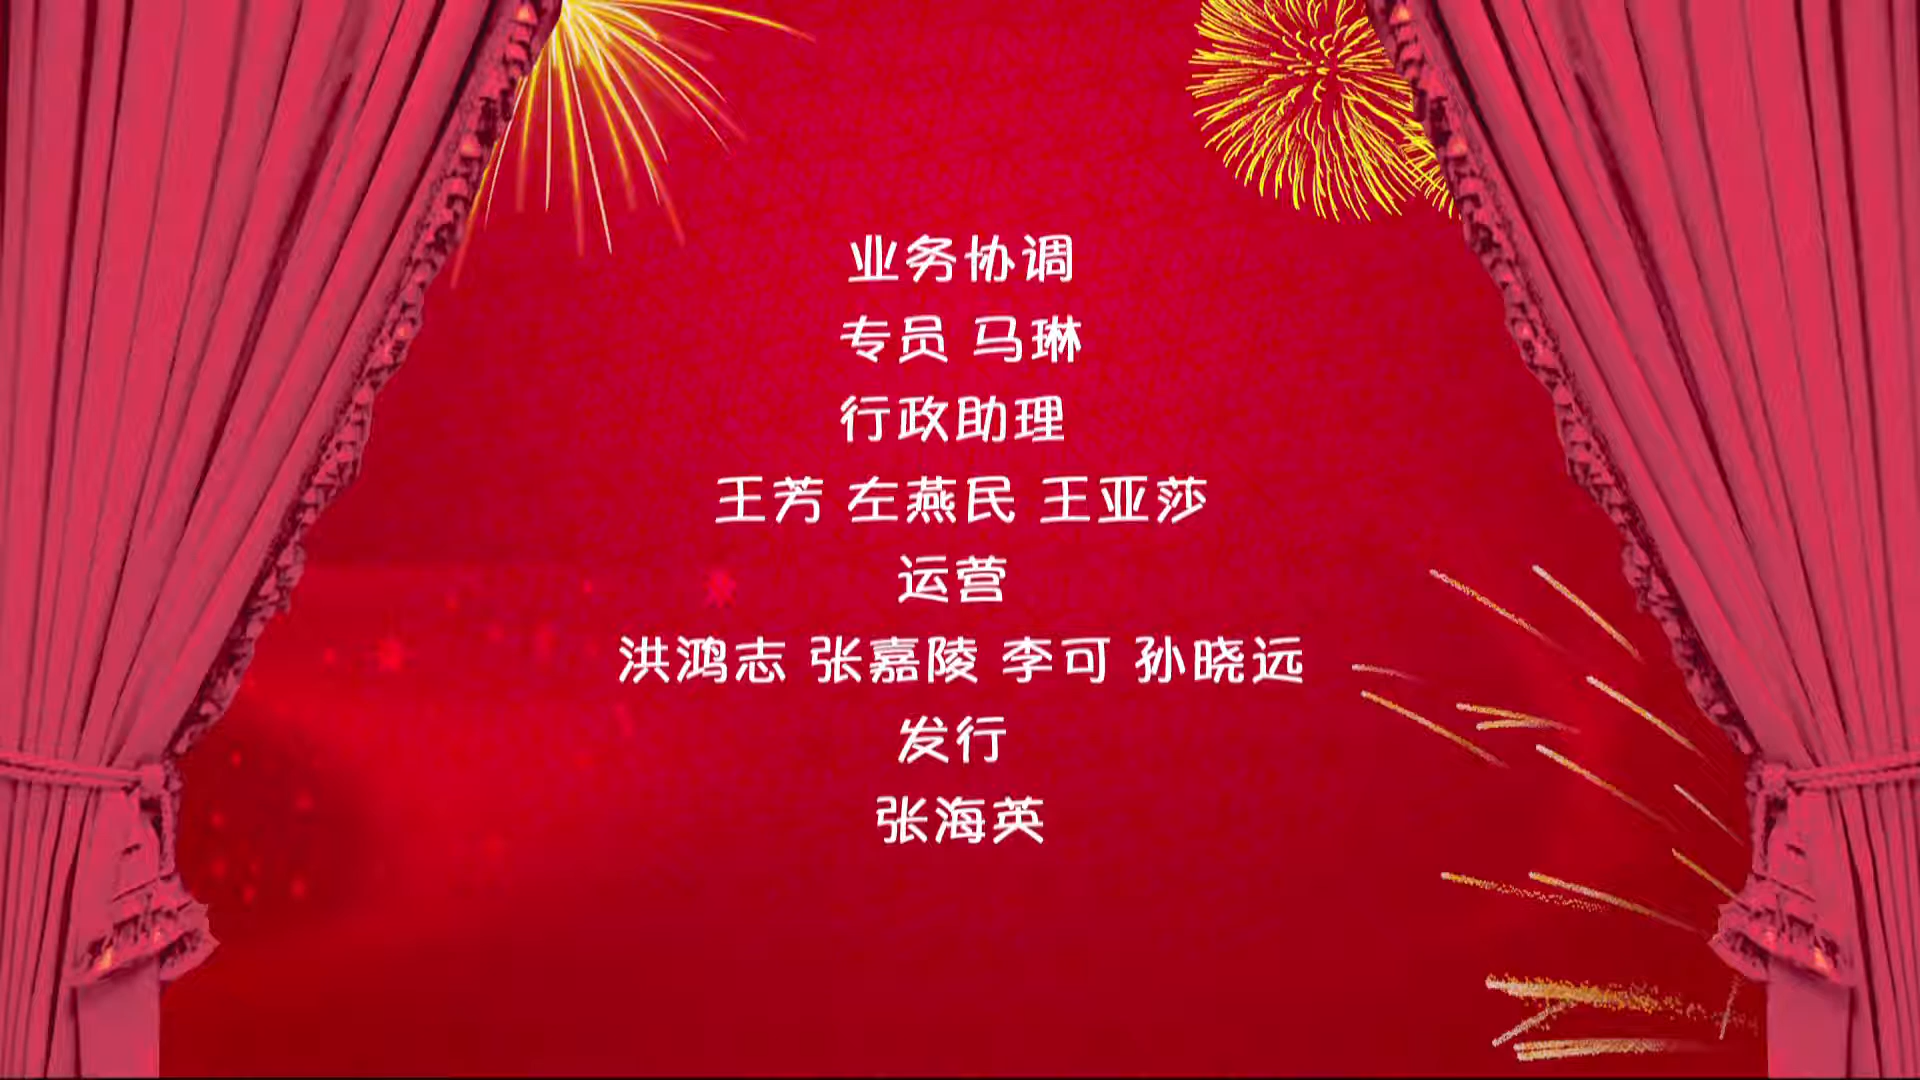 业务协调
专员 马琳
行政助理
王芳 左燕民 王亚莎
运营
洪鸿志 张嘉陵 李可 孙晓远
发行
张海英